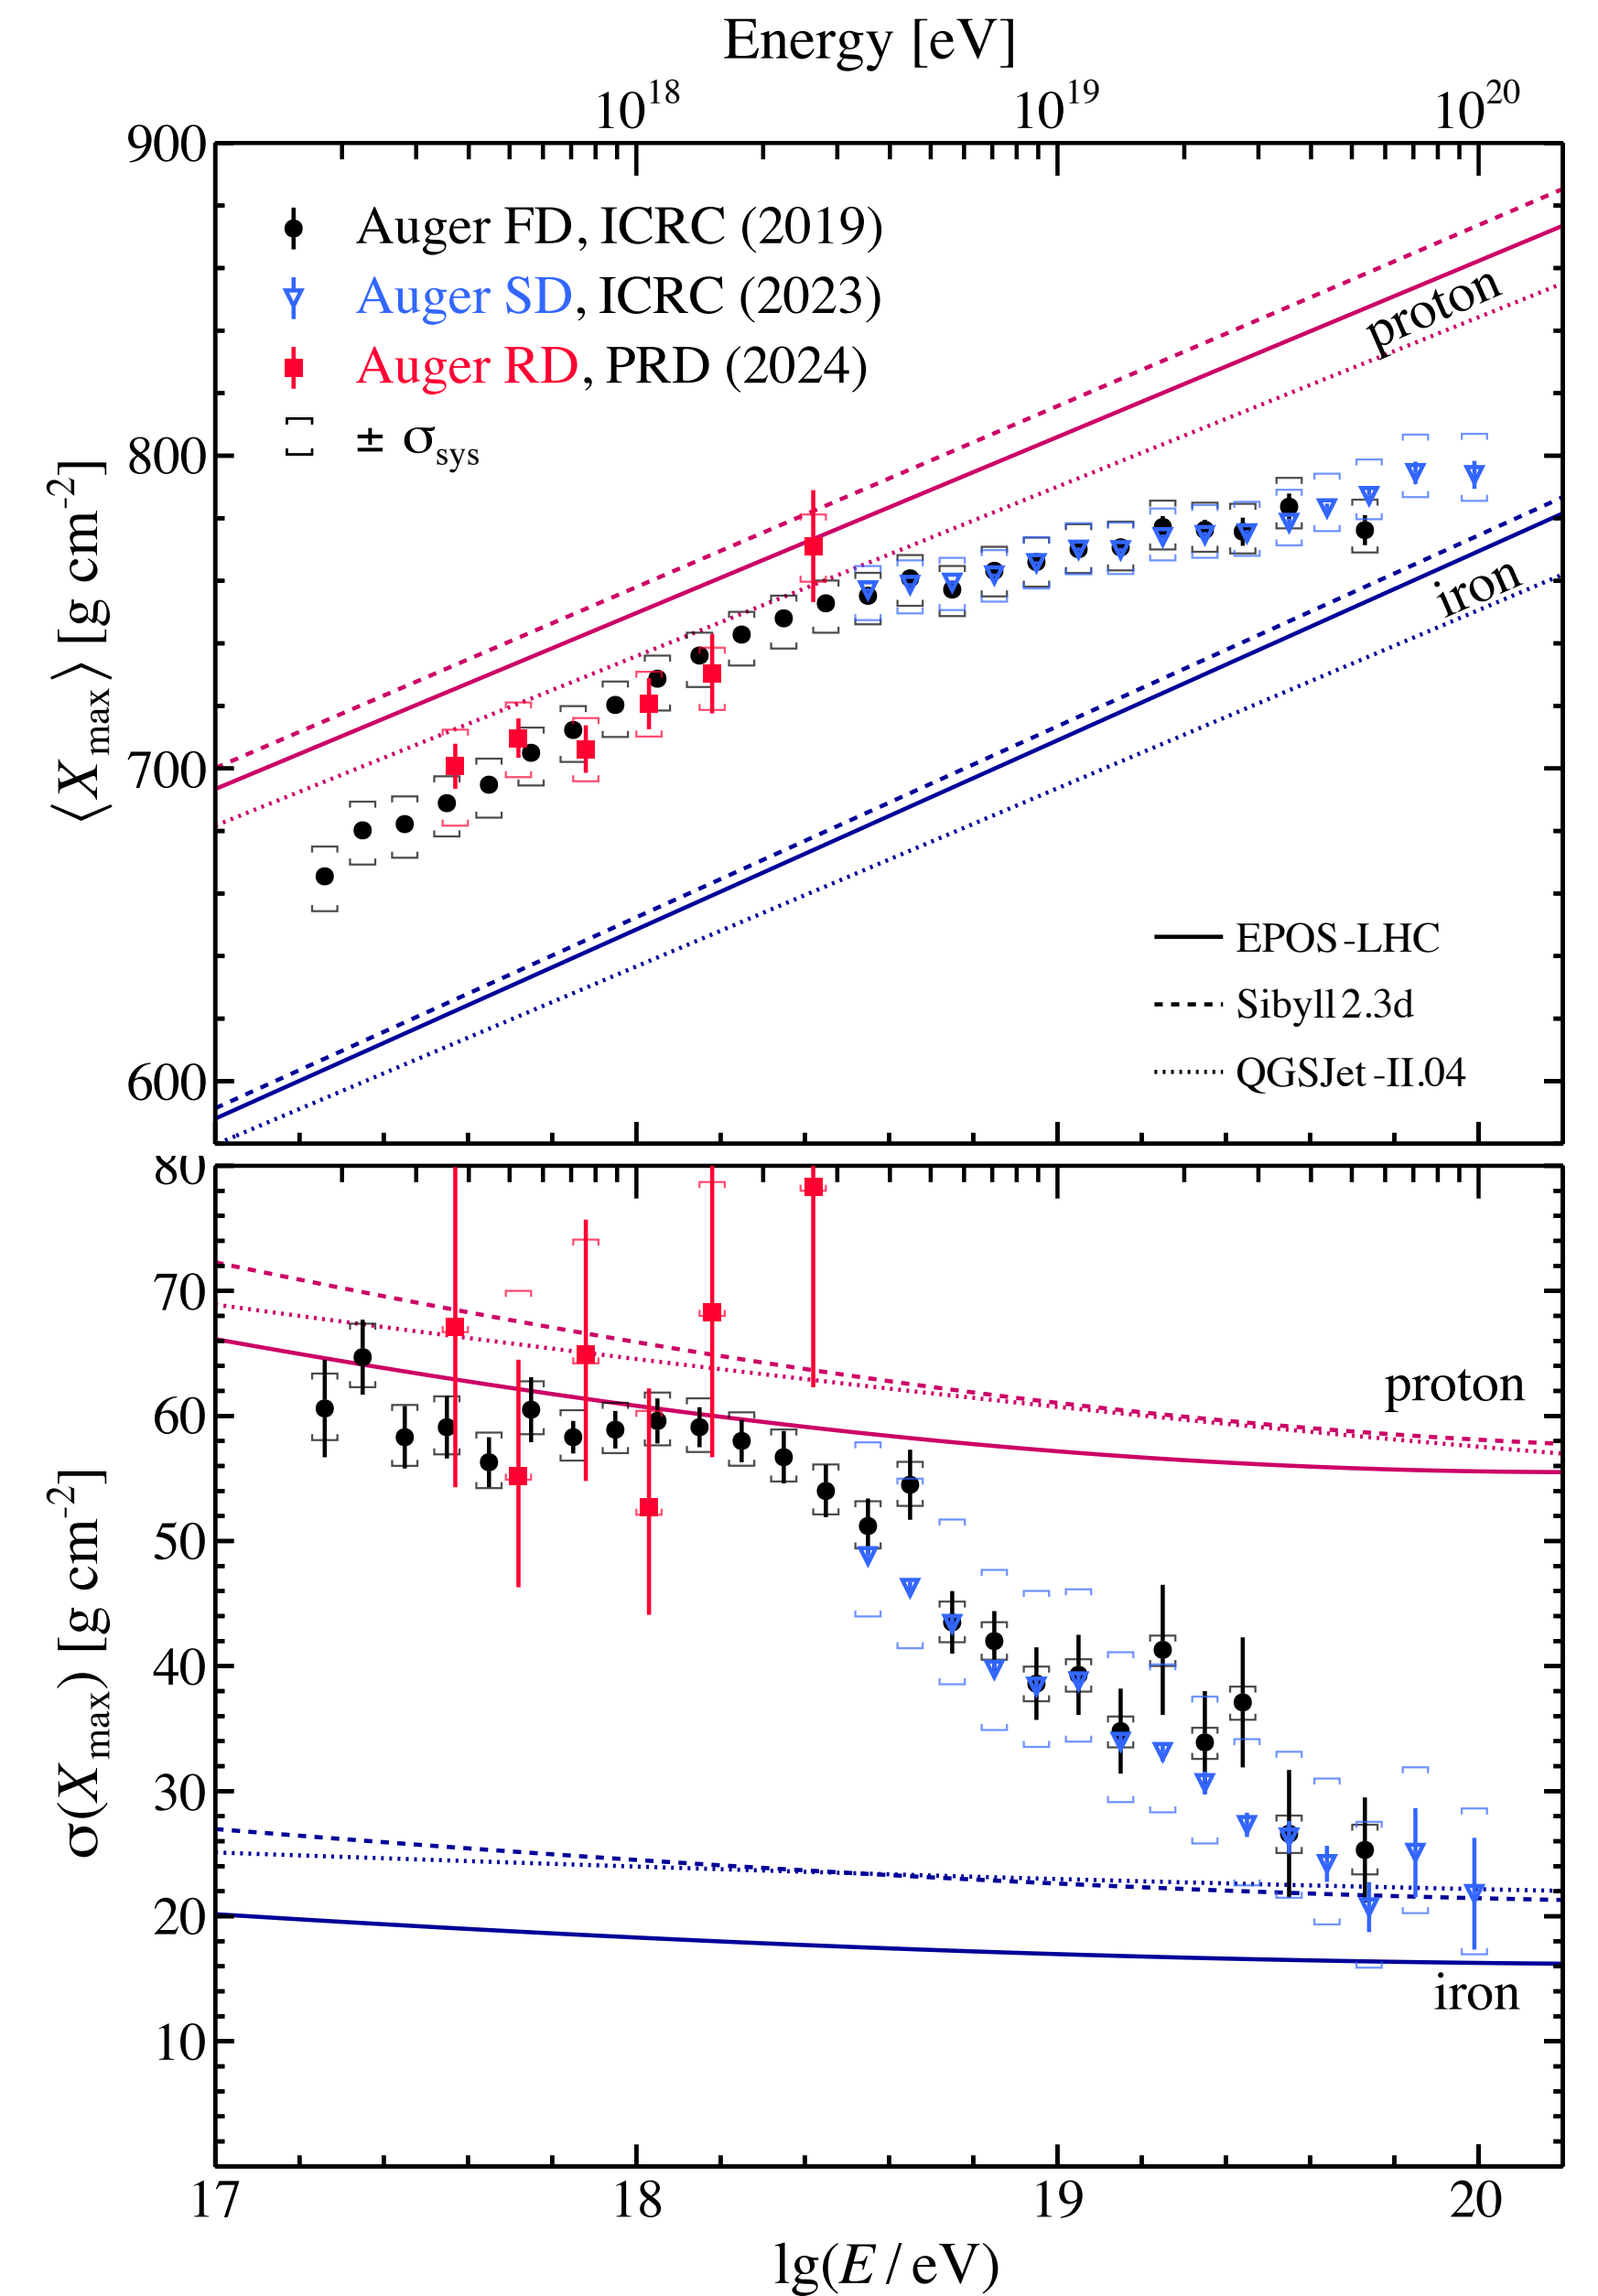 Energy [eV]
10^18 10^19 10^20
900
800
700
600
⟨Xmax⟩ [g cm^-2]
Auger FD, ICRC (2019)
Auger SD, ICRC (2023)
Auger RD, PRD (2024)
± σsys
proton
iron
EPOS-LHC
Sibyll 2.3d
QGSJet-II.04
80
70
60
50
40
30
20
10
σ(Xmax) [g cm^-2]
proton
iron
17 18 19 20
lg(E / eV)